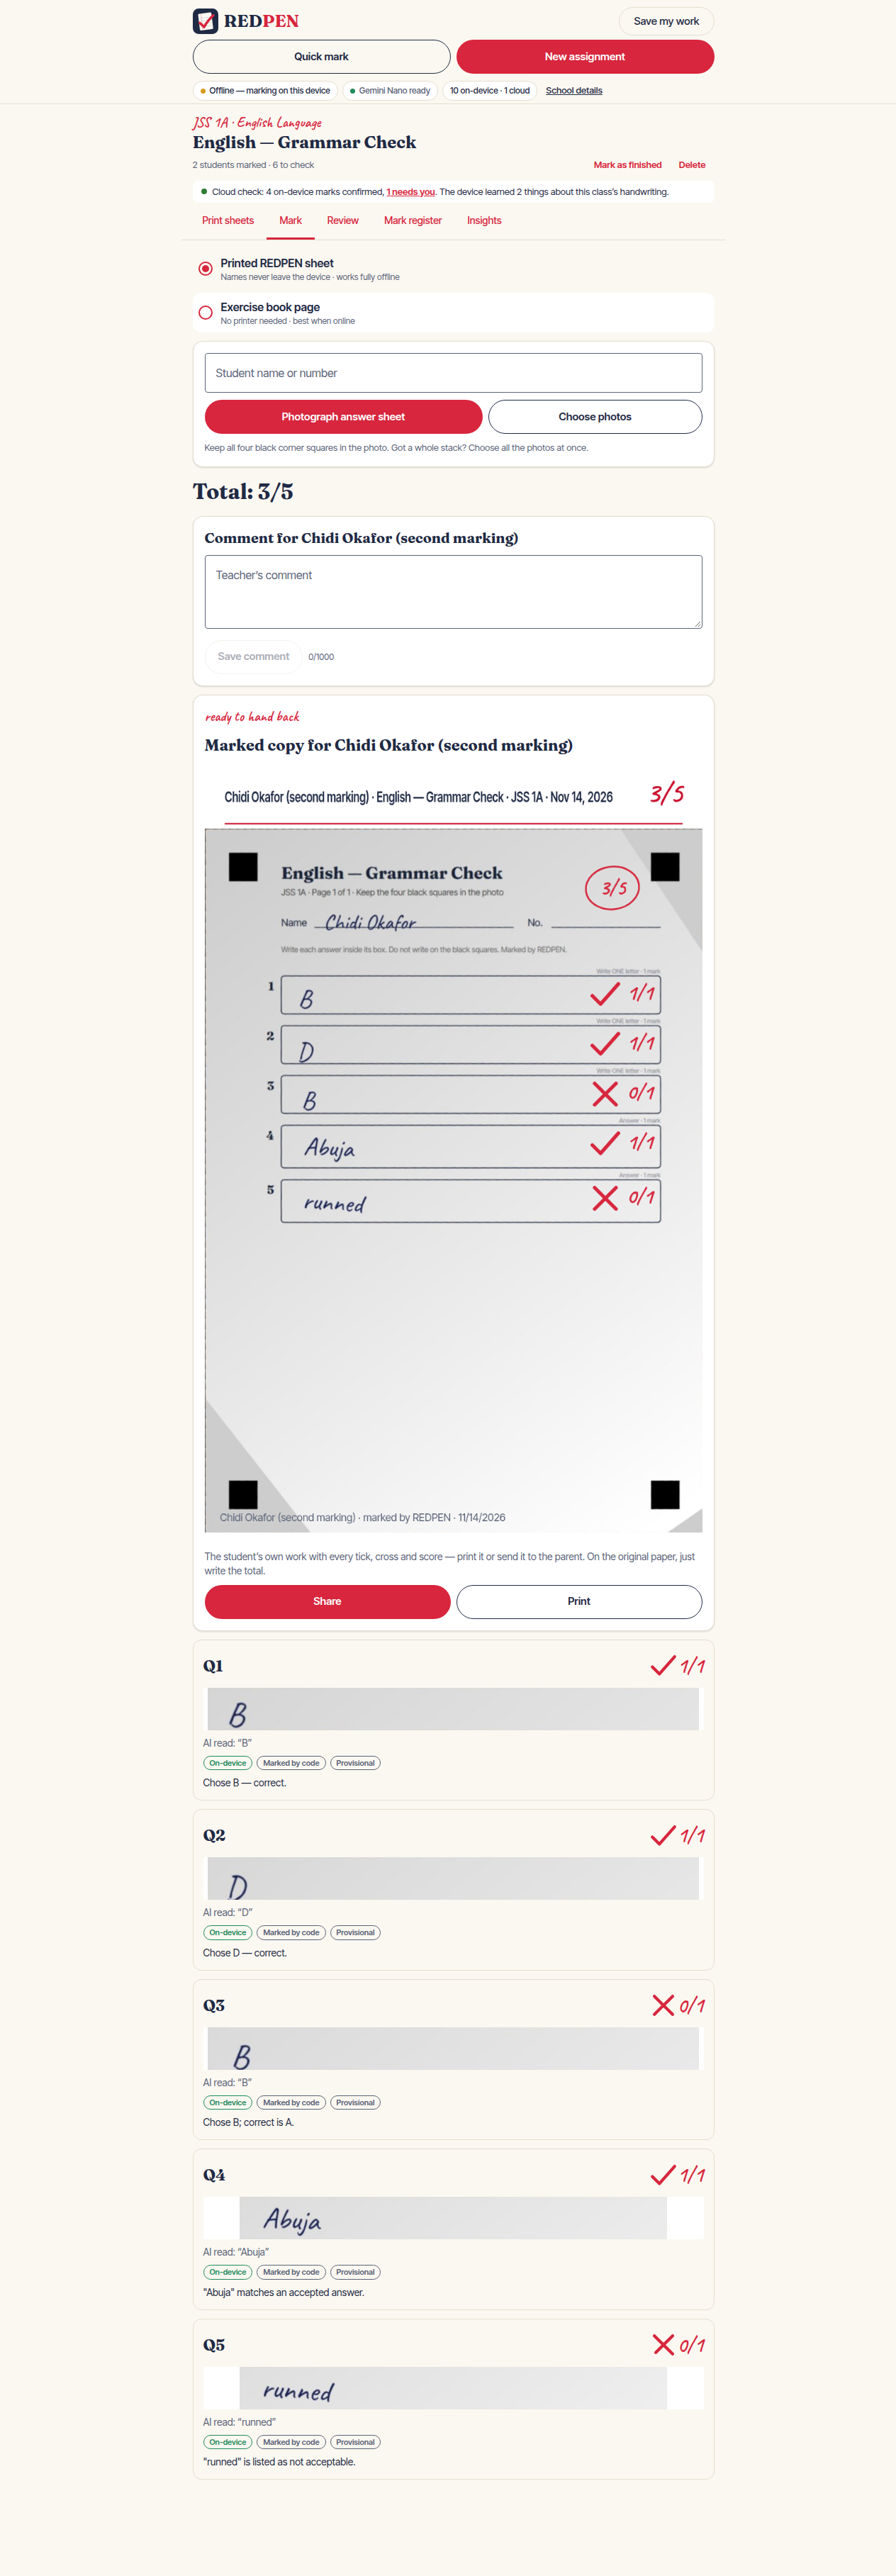 REDPEN
Save my work
Quick mark
New assignment
Offline — marking on this device
Gemini Nano ready
10 on-device · 1 cloud
School details
JSS 1A · English Language
English — Grammar Check
2 students marked · 6 to check
Mark as finished
Delete
Cloud check: 4 on-device marks confirmed, 1 needs you. The device learned 2 things about this class's handwriting.
Print sheets
Mark
Review
Mark register
Insights
Printed REDPEN sheet
Names never leave the device · works fully offline
Exercise book page
No printer needed · best when online
Student name or number
Photograph answer sheet
Choose photos
Keep all four black corner squares in the photo. Got a whole stack? Choose all the photos at once.
Total: 3/5
Comment for Chidi Okafor (second marking)
Teacher's comment
Save comment
0/1000
ready to hand back
Marked copy for Chidi Okafor (second marking)
Chidi Okafor (second marking) · English — Grammar Check · JSS 1A · Nov 14, 2026
3/5
English — Grammar Check
JSS 1A · Page 1 of 1 · Keep the four black squares in the photo
3/5
Name Chidi Okafor No.
Write each answer inside its box. Do not write on the black squares. Marked by REDPEN.
Write ONE letter · 1 mark
1 B 1/1
Write ONE letter · 1 mark
2 D 1/1
Write ONE letter · 1 mark
3 B 0/1
Answer · 1 mark
4 Abuja 1/1
Answer · 1 mark
5 runned 0/1
Chidi Okafor (second marking) · marked by REDPEN · 11/14/2026
The student's own work with every tick, cross and score — print it or send it to the parent. On the original paper, just
write the total.
Share
Print
Q1 1/1
B
AI read: "B"
On-device Marked by code Provisional
Chose B — correct.
Q2 1/1
D
AI read: "D"
On-device Marked by code Provisional
Chose D — correct.
Q3 0/1
B
AI read: "B"
On-device Marked by code Provisional
Chose B; correct is A.
Q4 1/1
Abuja
AI read: "Abuja"
On-device Marked by code Provisional
"Abuja" matches an accepted answer.
Q5 0/1
runned
AI read: "runned"
On-device Marked by code Provisional
"runned" is listed as not acceptable.